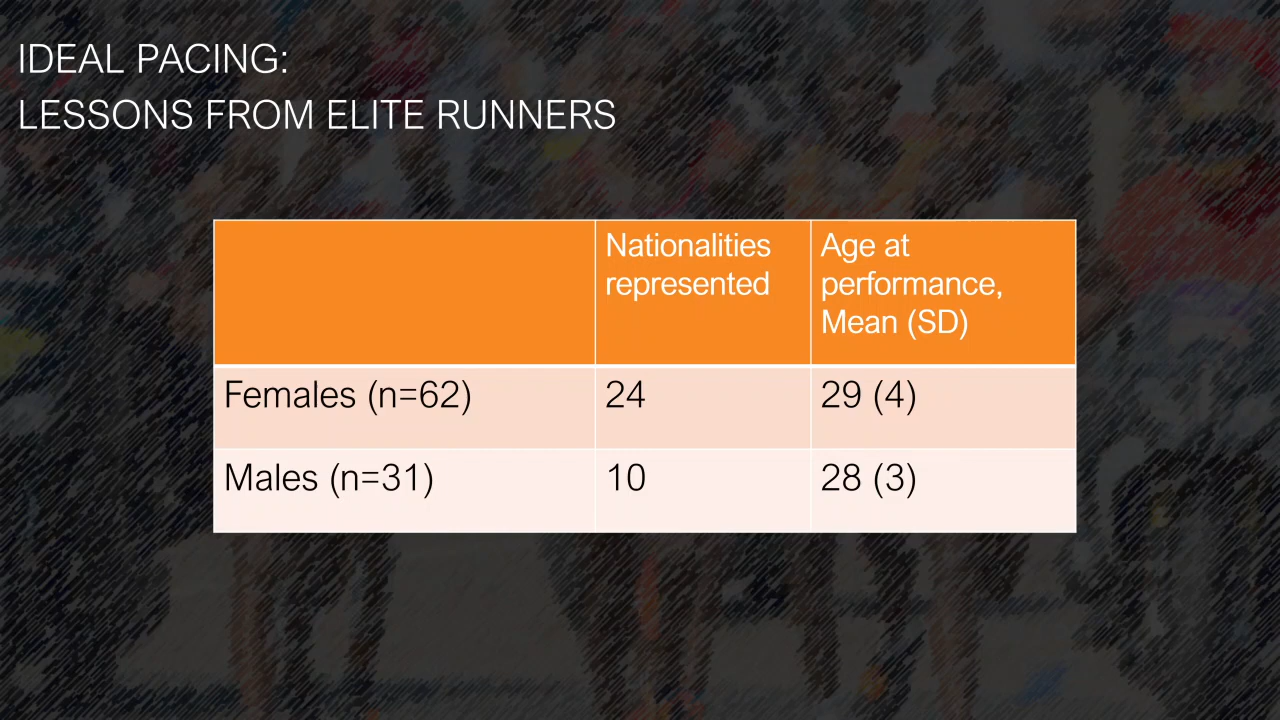 IDEAL PACING:
LESSONS FROM ELITE RUNNERS
Nationalities
represented
Age at
performance,
Mean (SD)
Females (n=62)
24
29 (4)
Males (n=31)
10
28 (3)